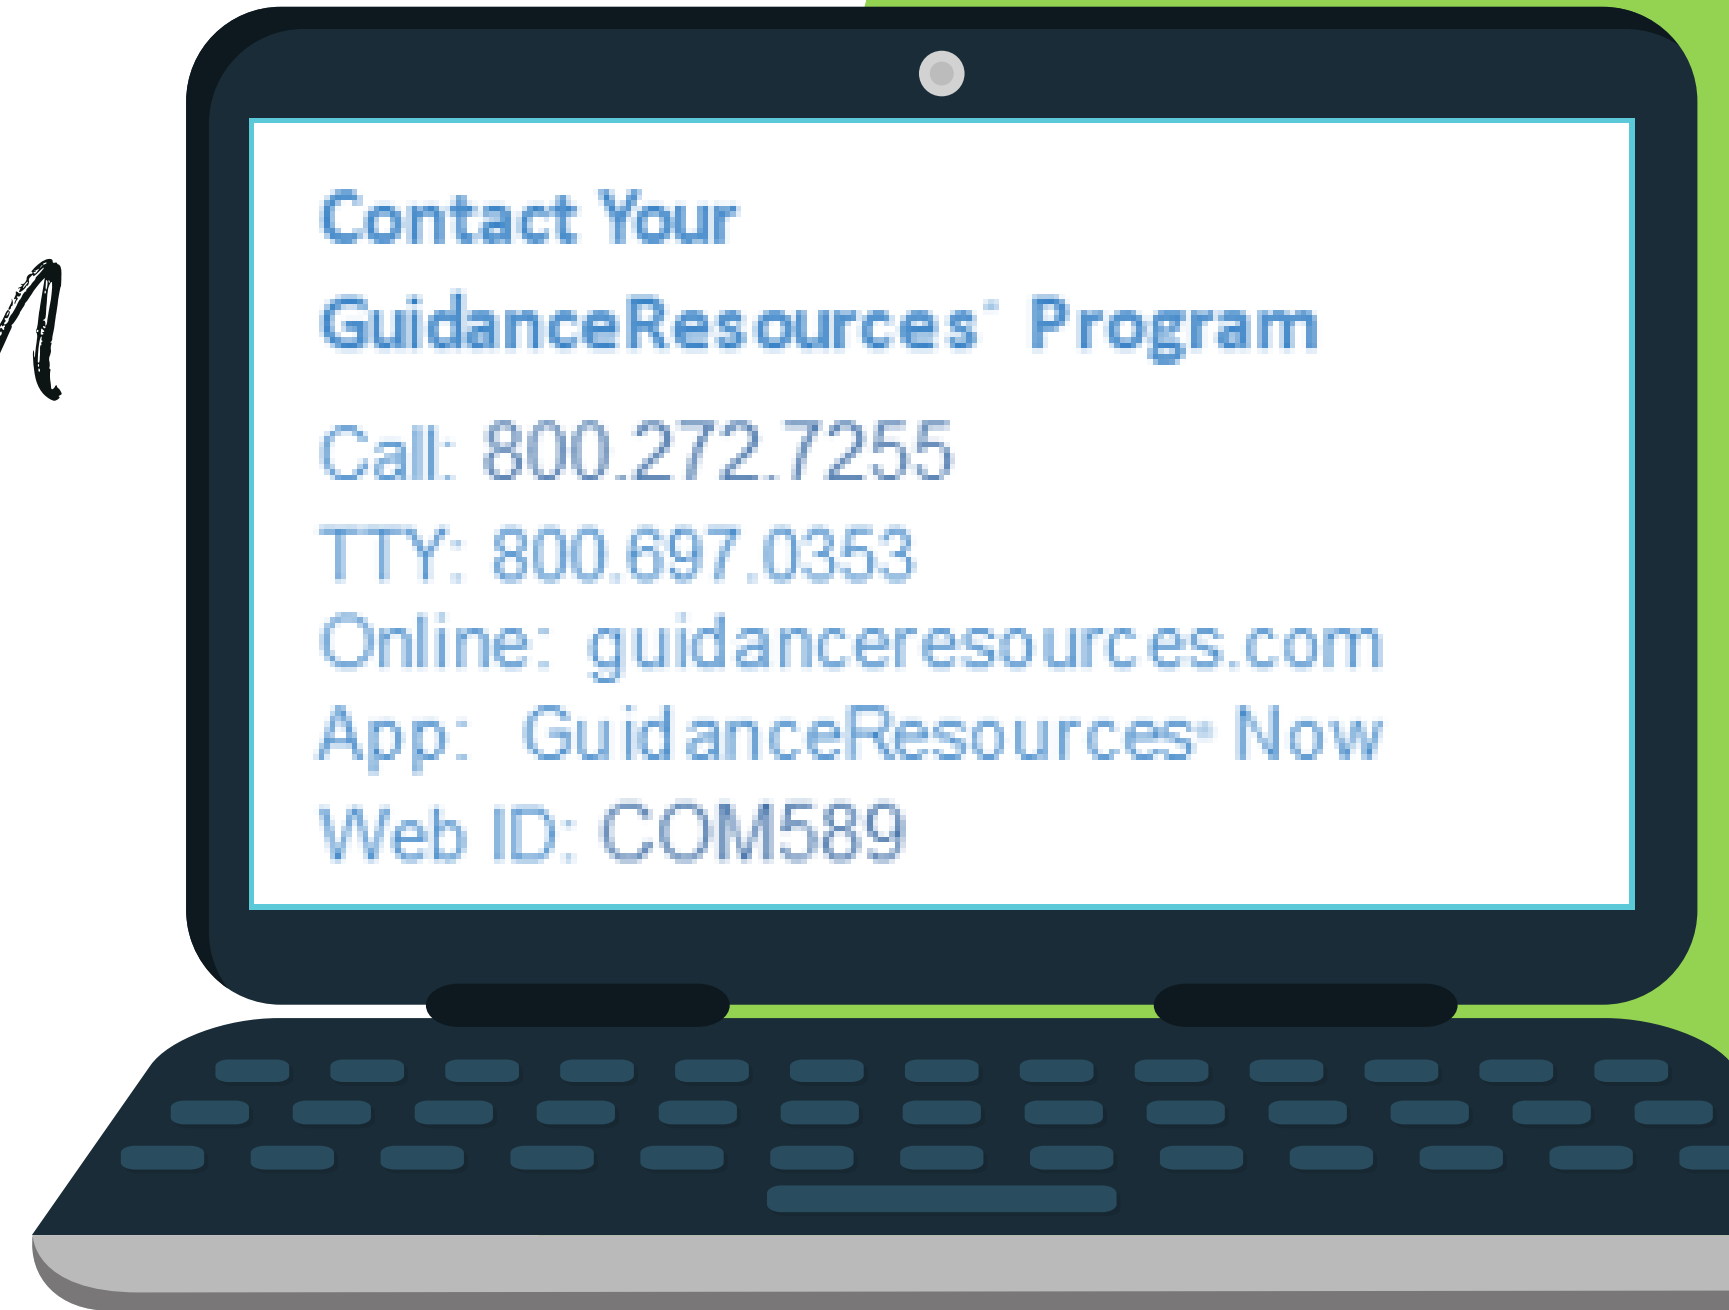 Contact Your
GuidanceResources® Program
Call: 800.272.7255
TTY: 800.697.0353
Online: guidanceresources.com
App: GuidanceResources® Now
Web ID: COM589